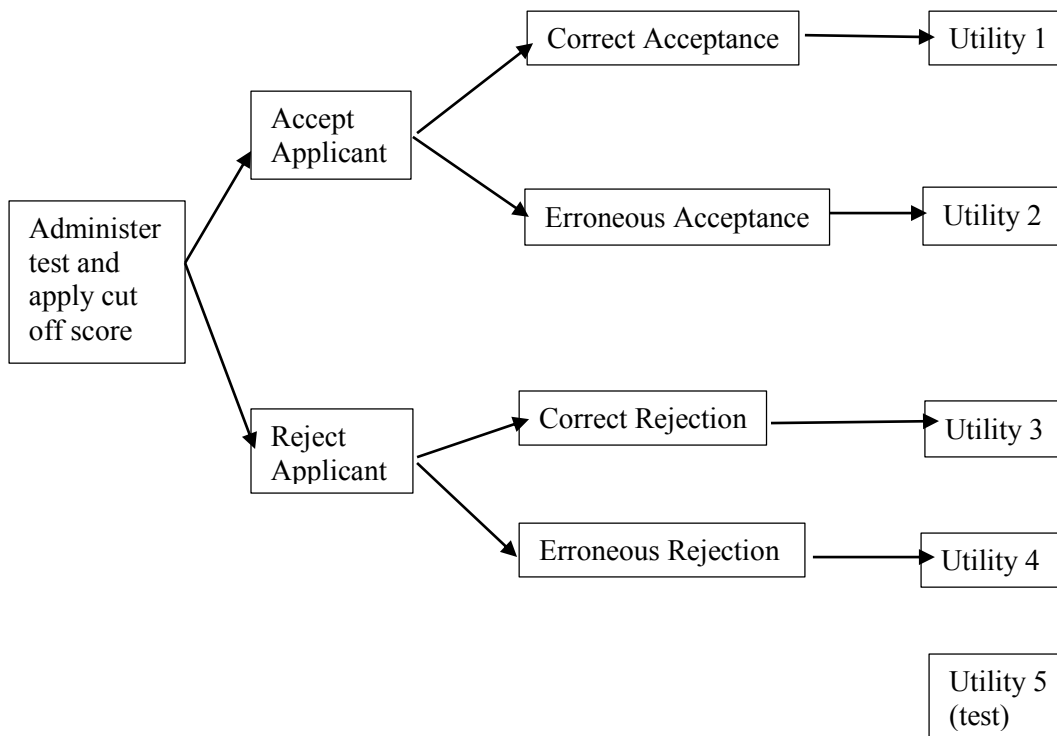 Correct Acceptance
Utility 1
Accept
Applicant
Erroneous Acceptance
Utility 2
Administer
test and
apply cut
off score
Correct Rejection
Utility 3
Reject
Applicant
Erroneous Rejection
Utility 4
Utility 5
(test)